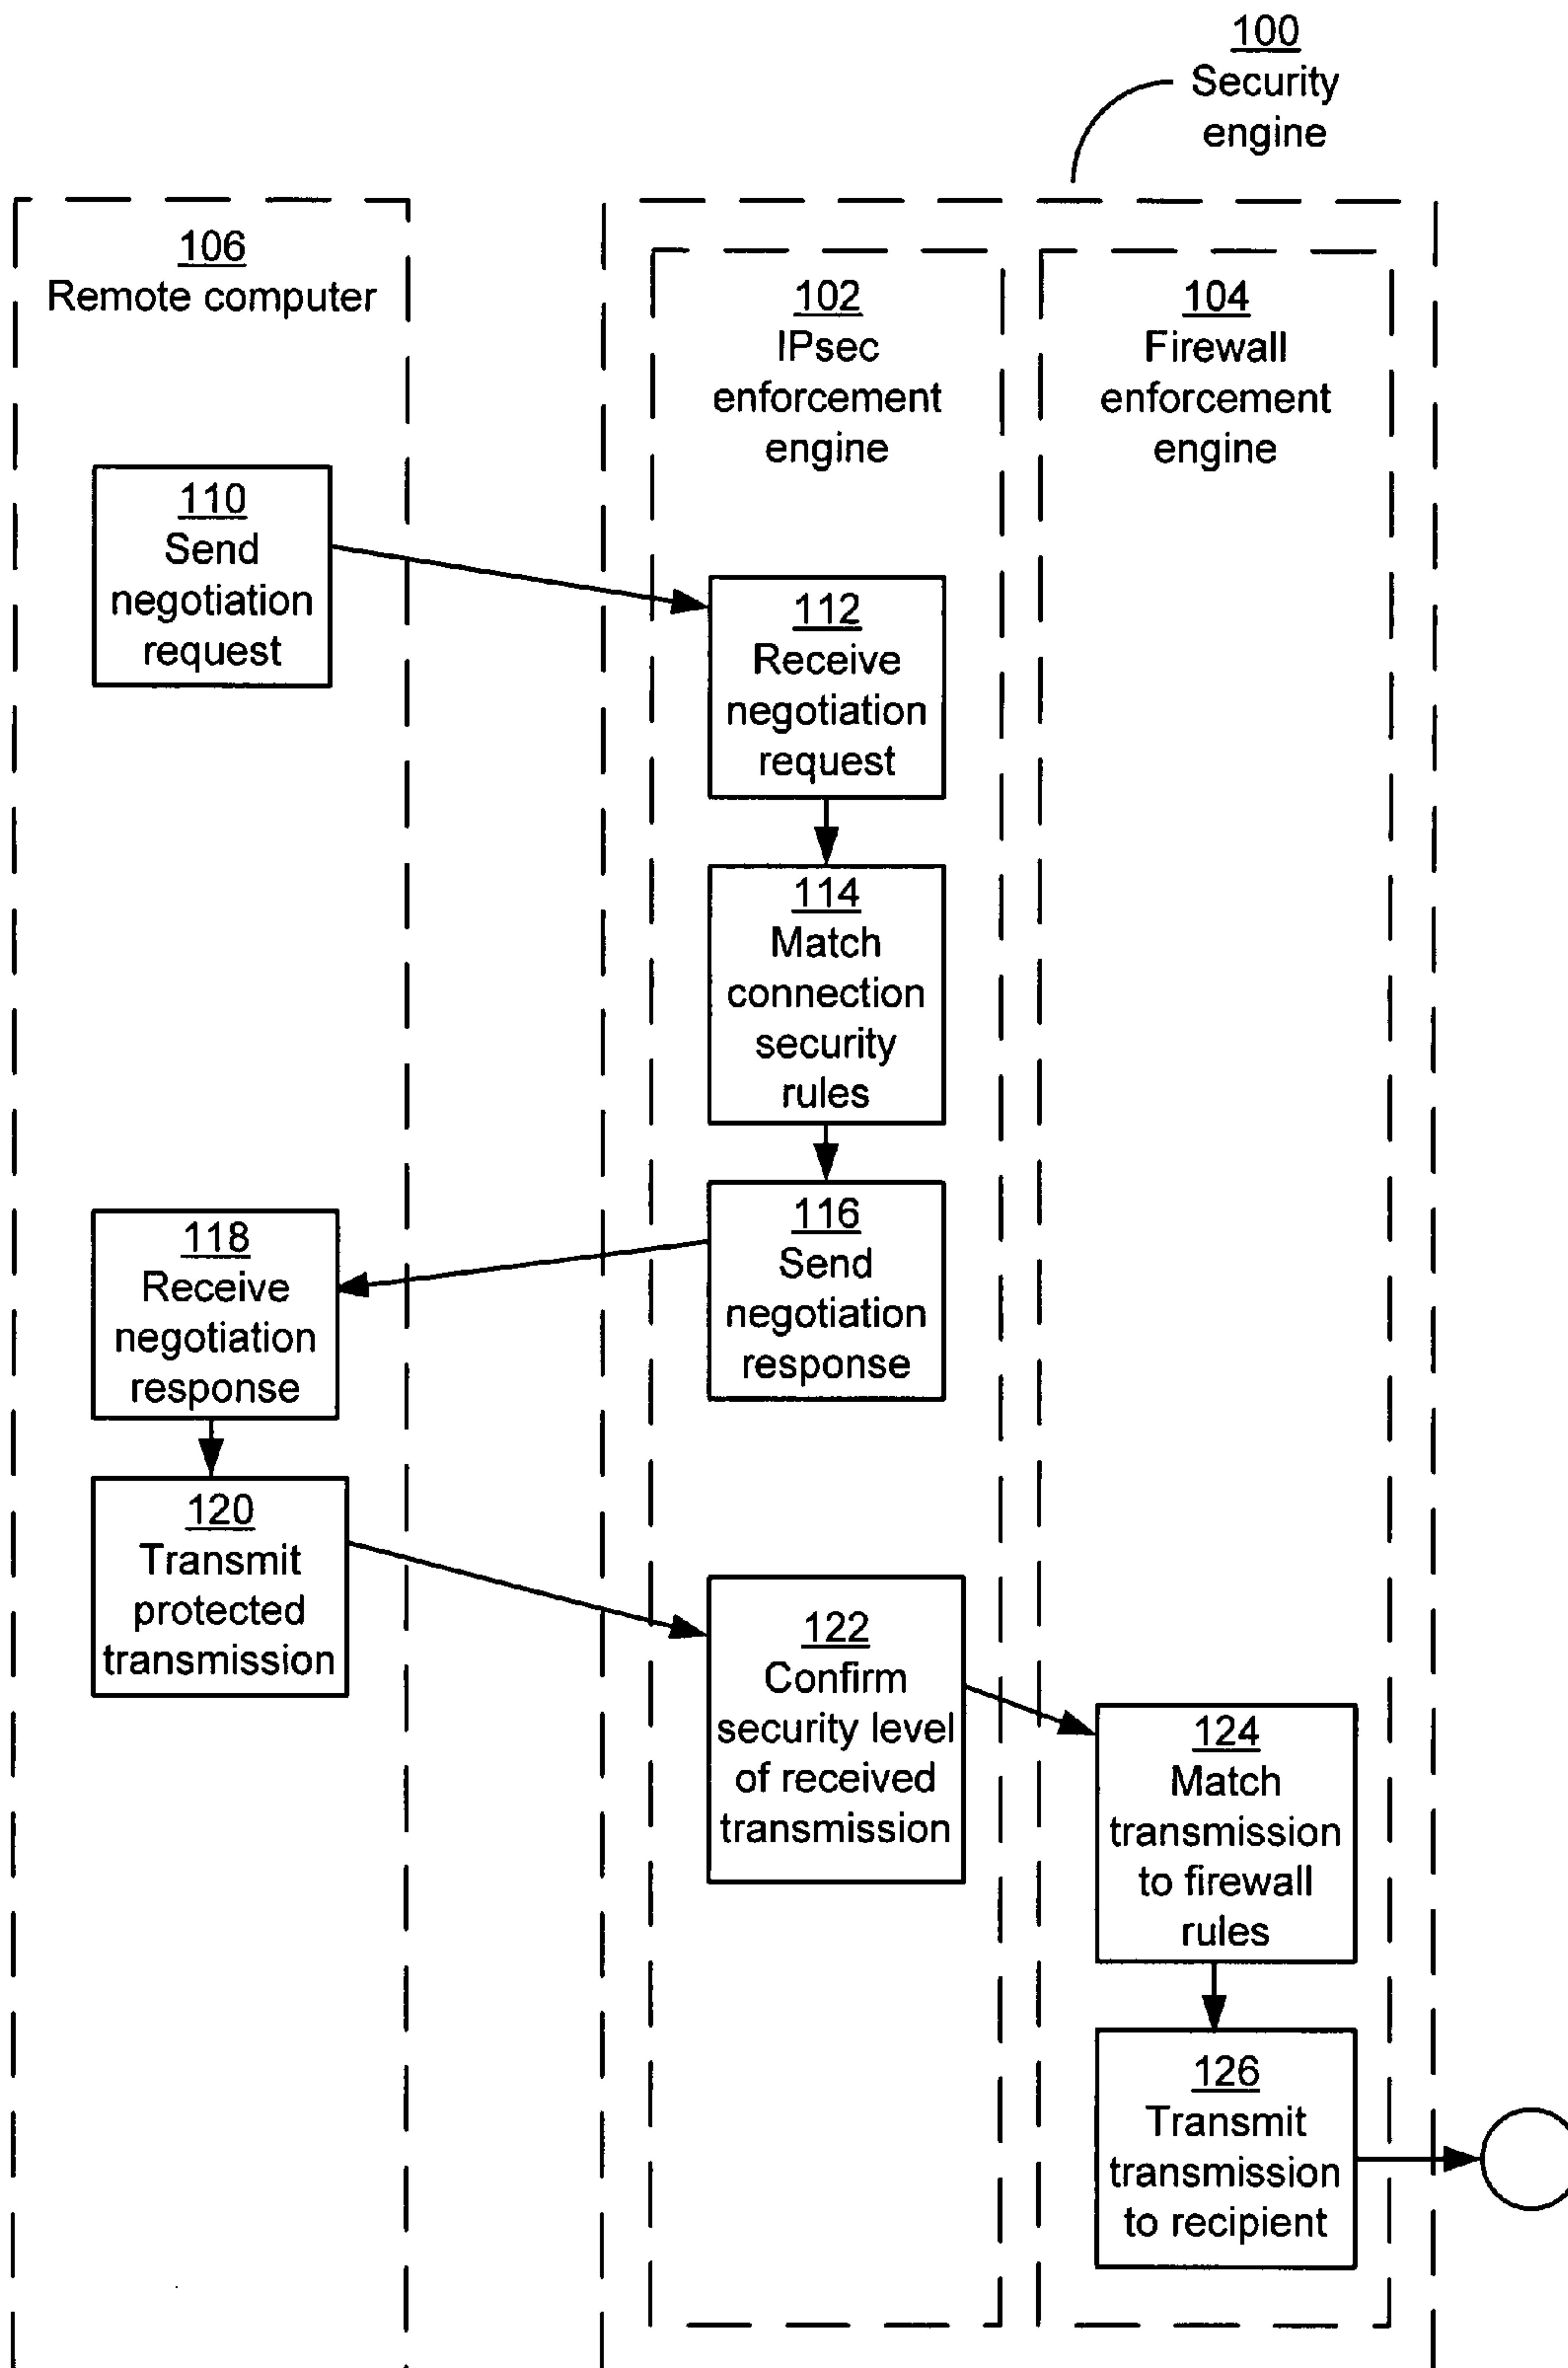 100
Security
engine
106
Remote computer
102
IPsec
enforcement
engine
104
Firewall
enforcement
engine
110
Send
negotiation
request
112
Receive
negotiation
request
114
Match
connection
security
rules
116
Send
negotiation
response
118
Receive
negotiation
response
120
Transmit
protected
transmission
122
Confirm
security level
of received
transmission
124
Match
transmission
to firewall
rules
126
Transmit
transmission
to recipient